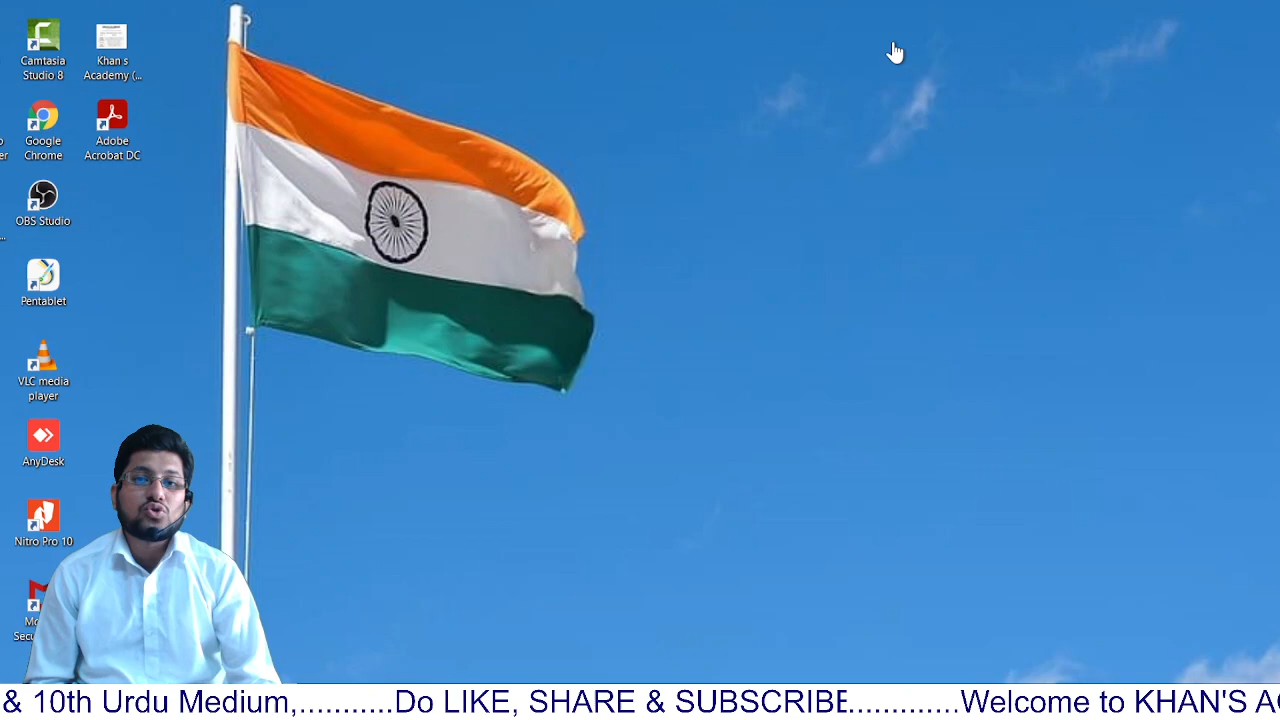 Camtasia
Studio 8
Khan s
Academy (...
Google
Chrome
Adobe
Acrobat DC
OBS Studio
Pentablet
VLC media
player
AnyDesk
Nitro Pro 10
& 10th Urdu Medium,...........Do LIKE, SHARE & SUBSCRIBE.............Welcome to KHAN'S